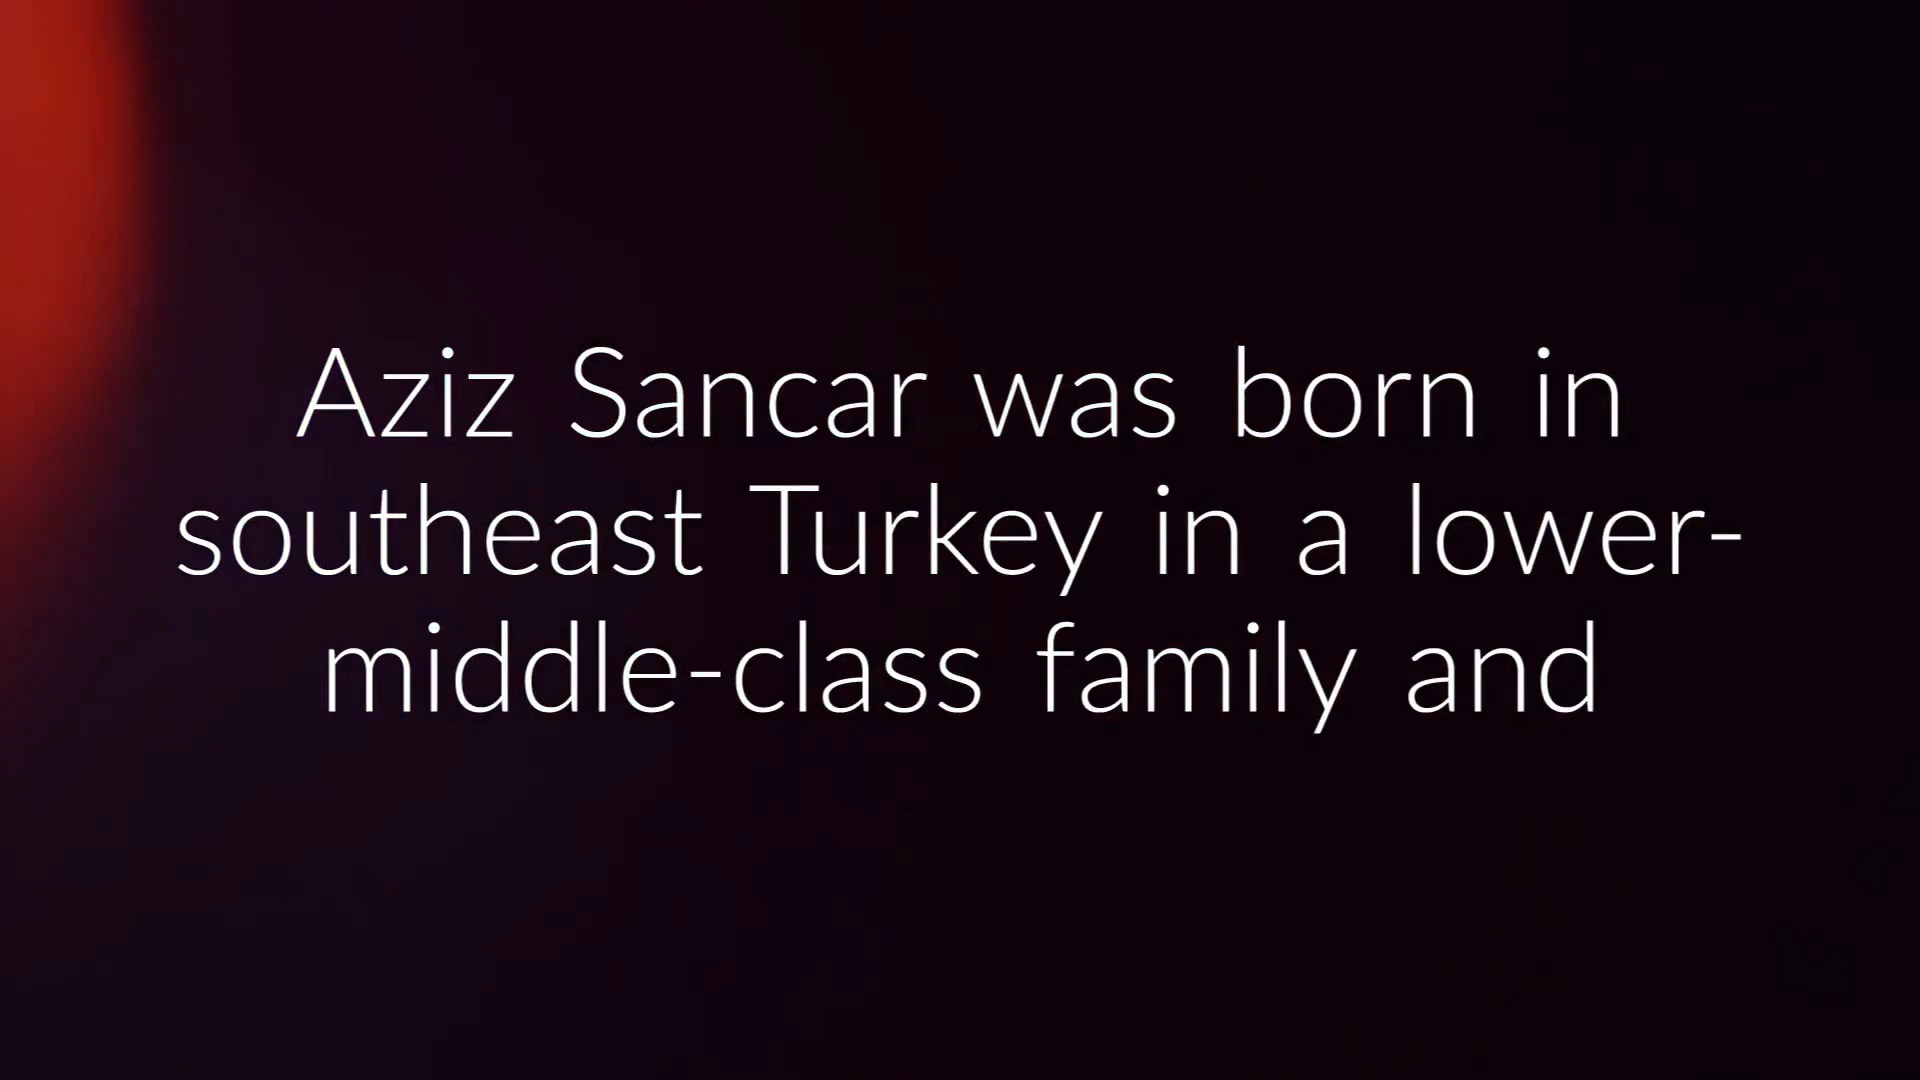 Aziz Sancar was born in
southeast Turkey in a lower-
middle-class family and